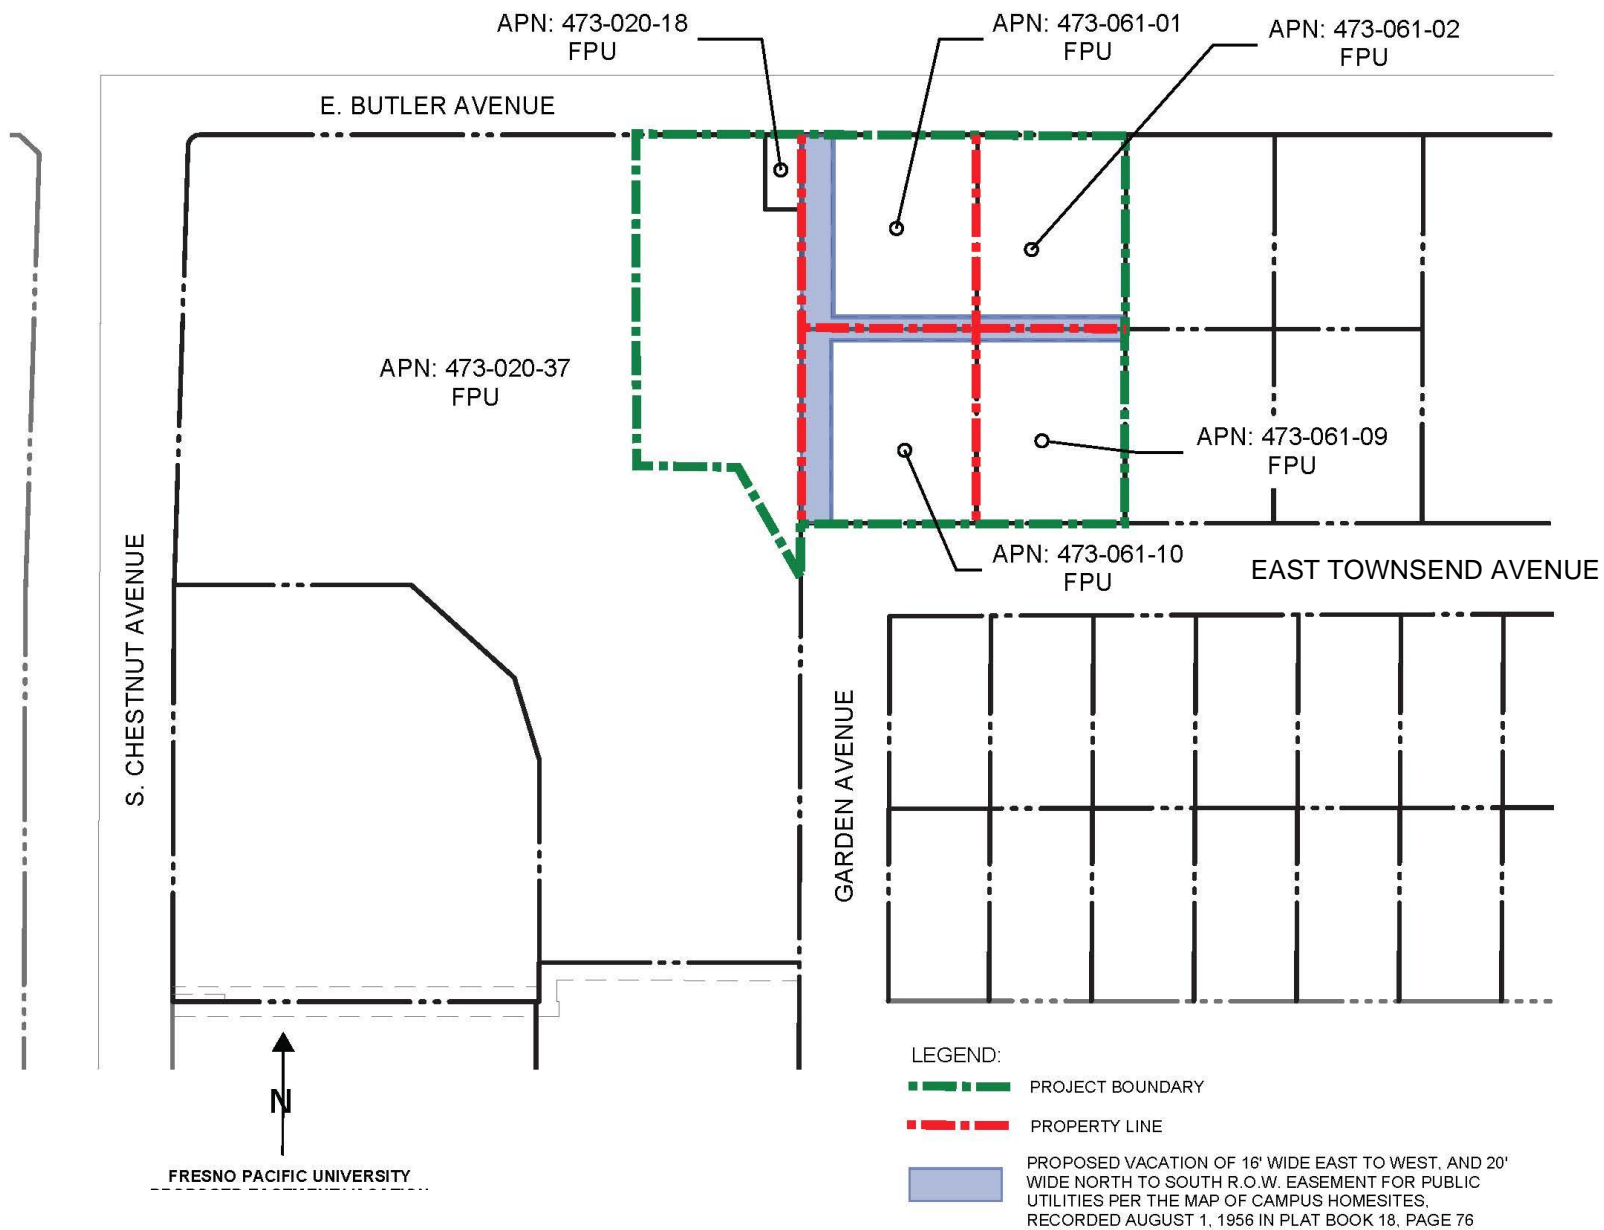 APN: 473-020-18
FPU
APN: 473-061-01
FPU
APN: 473-061-02
FPU
E. BUTLER AVENUE
APN: 473-020-37
FPU
APN: 473-061-09
FPU
APN: 473-061-10
FPU
EAST TOWNSEND AVENUE
S. CHESTNUT AVENUE
GARDEN AVENUE
N
FRESNO PACIFIC UNIVERSITY
PROPOSED EASEMENT VACATION
LEGEND:
PROJECT BOUNDARY
PROPERTY LINE
PROPOSED VACATION OF 16' WIDE EAST TO WEST, AND 20'
WIDE NORTH TO SOUTH R.O.W. EASEMENT FOR PUBLIC
UTILITIES PER THE MAP OF CAMPUS HOMESITES,
RECORDED AUGUST 1, 1956 IN PLAT BOOK 18, PAGE 76